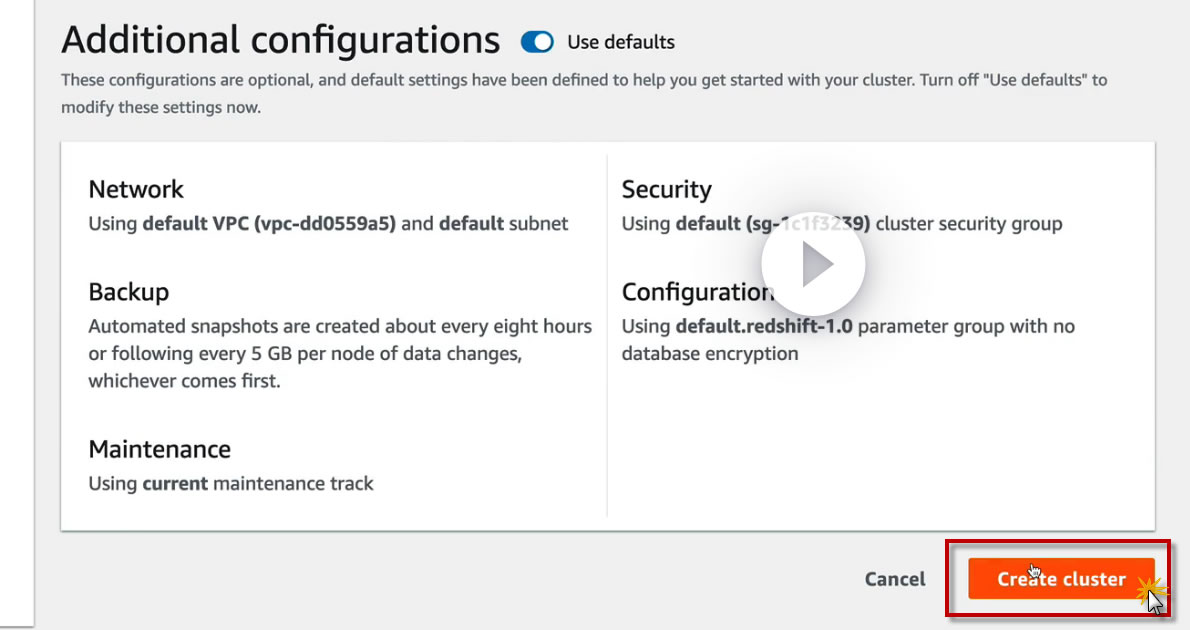 Additional configurations Use defaults
These configurations are optional, and default settings have been defined to help you get started with your cluster. Turn off "Use defaults" to
modify these settings now.
Network
Using default VPC (vpc-dd0559a5) and default subnet
Backup
Automated snapshots are created about every eight hours
or following every 5 GB per node of data changes,
whichever comes first.
Maintenance
Using current maintenance track
Security
Using default (sg-1c1f3239) cluster security group
Configuration
Using default.redshift-1.0 parameter group with no
database encryption
Cancel Create cluster